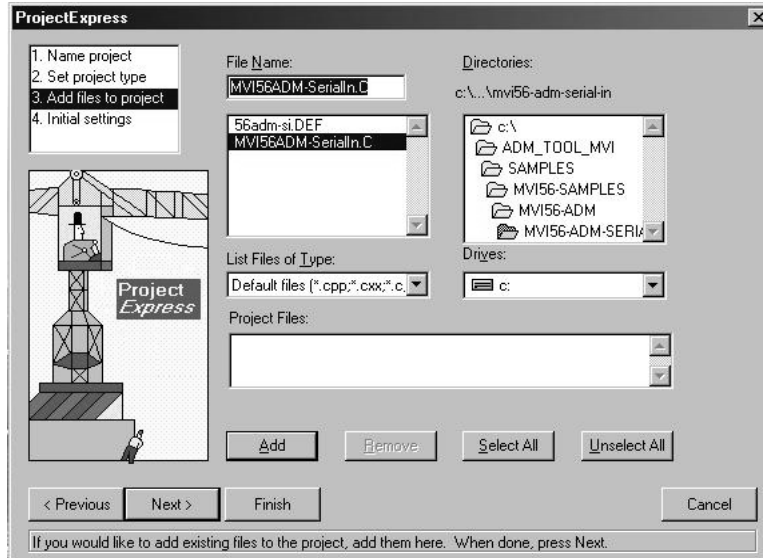 ProjectExpress
1. Name project
2. Set project type
3. Add files to project
4. Initial settings
Project
Express
File Name:
MVI56ADM-SerialIn.C
56adm-si.DEF
MVI56ADM-SerialIn.C
List Files of Type:
Default files (*.cpp;*.cxx;*.c,
Directories:
c:\...\mvi56-adm-serial-in
c:\
ADM_TOOL_MVI
SAMPLES
MVI56-SAMPLES
MVI56-ADM
MVI56-ADM-SERIA
Drives:
c:
Project Files:
Add
Remove
Select All
Unselect All
< Previous
Next >
Finish
Cancel
If you would like to add existing files to the project, add them here. When done, press Next.